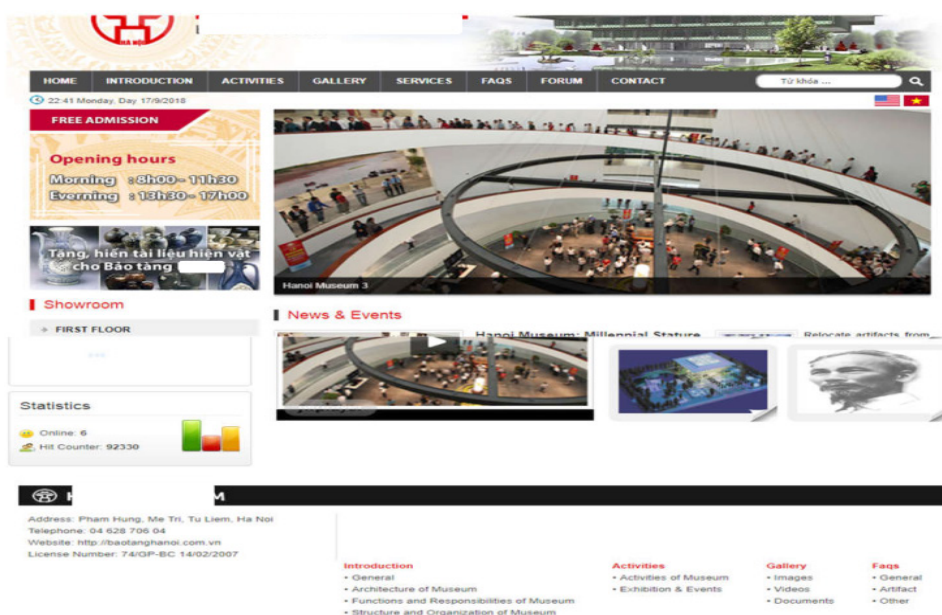 HÀ NỘI
HOME INTRODUCTION ACTIVITIES GALLERY SERVICES FAQS FORUM CONTACT Từ khóa ...
22:41 Monday, Day 17/9/2018
FREE ADMISSION
Opening hours
Morning : 8h00 - 11h30
Everning : 13h30 - 17h00
Tặng, hiến tài liệu hiện vật
cho Bảo tàng
Hanoi Museum 3
Showroom
FIRST FLOOR
News & Events
Hanoi Museum: Millennial Stature
Relocate artifacts from
Statistics
Online: 6
Hit Counter: 92330
H M
Address: Pham Hung, Me Tri, Tu Liem, Ha Noi
Telephone: 04 628 706 04
Website: http://baotanghanoi.com.vn
License Number: 74/GP-BC 14/02/2007
Introduction
• General
• Architecture of Museum
• Functions and Responsibilities of Museum
• Structure and Organization of Museum
Activities
• Activities of Museum
• Exhibition & Events
Gallery
• Images
• Videos
• Documents
Faqs
• General
• Artifact
• Other